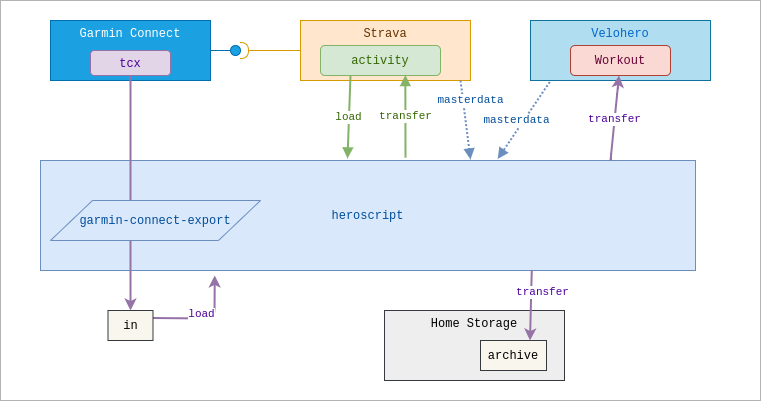 Garmin Connect
tcx
Strava
activity
Velohero
Workout
load
transfer
masterdata
masterdata
transfer
garmin-connect-export
heroscript
in
load
transfer
Home Storage
archive